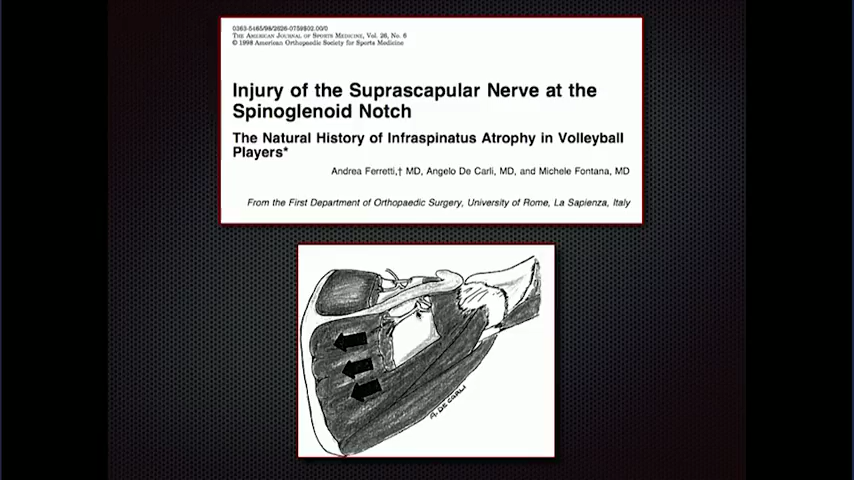 0363-5465/98/2626-0759$02.00/0
THE AMERICAN JOURNAL OF SPORTS MEDICINE, Vol. 26, No. 6
© 1998 American Orthopaedic Society for Sports Medicine
Injury of the Suprascapular Nerve at the
Spinoglenoid Notch
The Natural History of Infraspinatus Atrophy in Volleyball
Players*
Andrea Ferretti,† MD, Angelo De Carli, MD, and Michele Fontana, MD
From the First Department of Orthopaedic Surgery, University of Rome, La Sapienza, Italy
A. DE CARLI